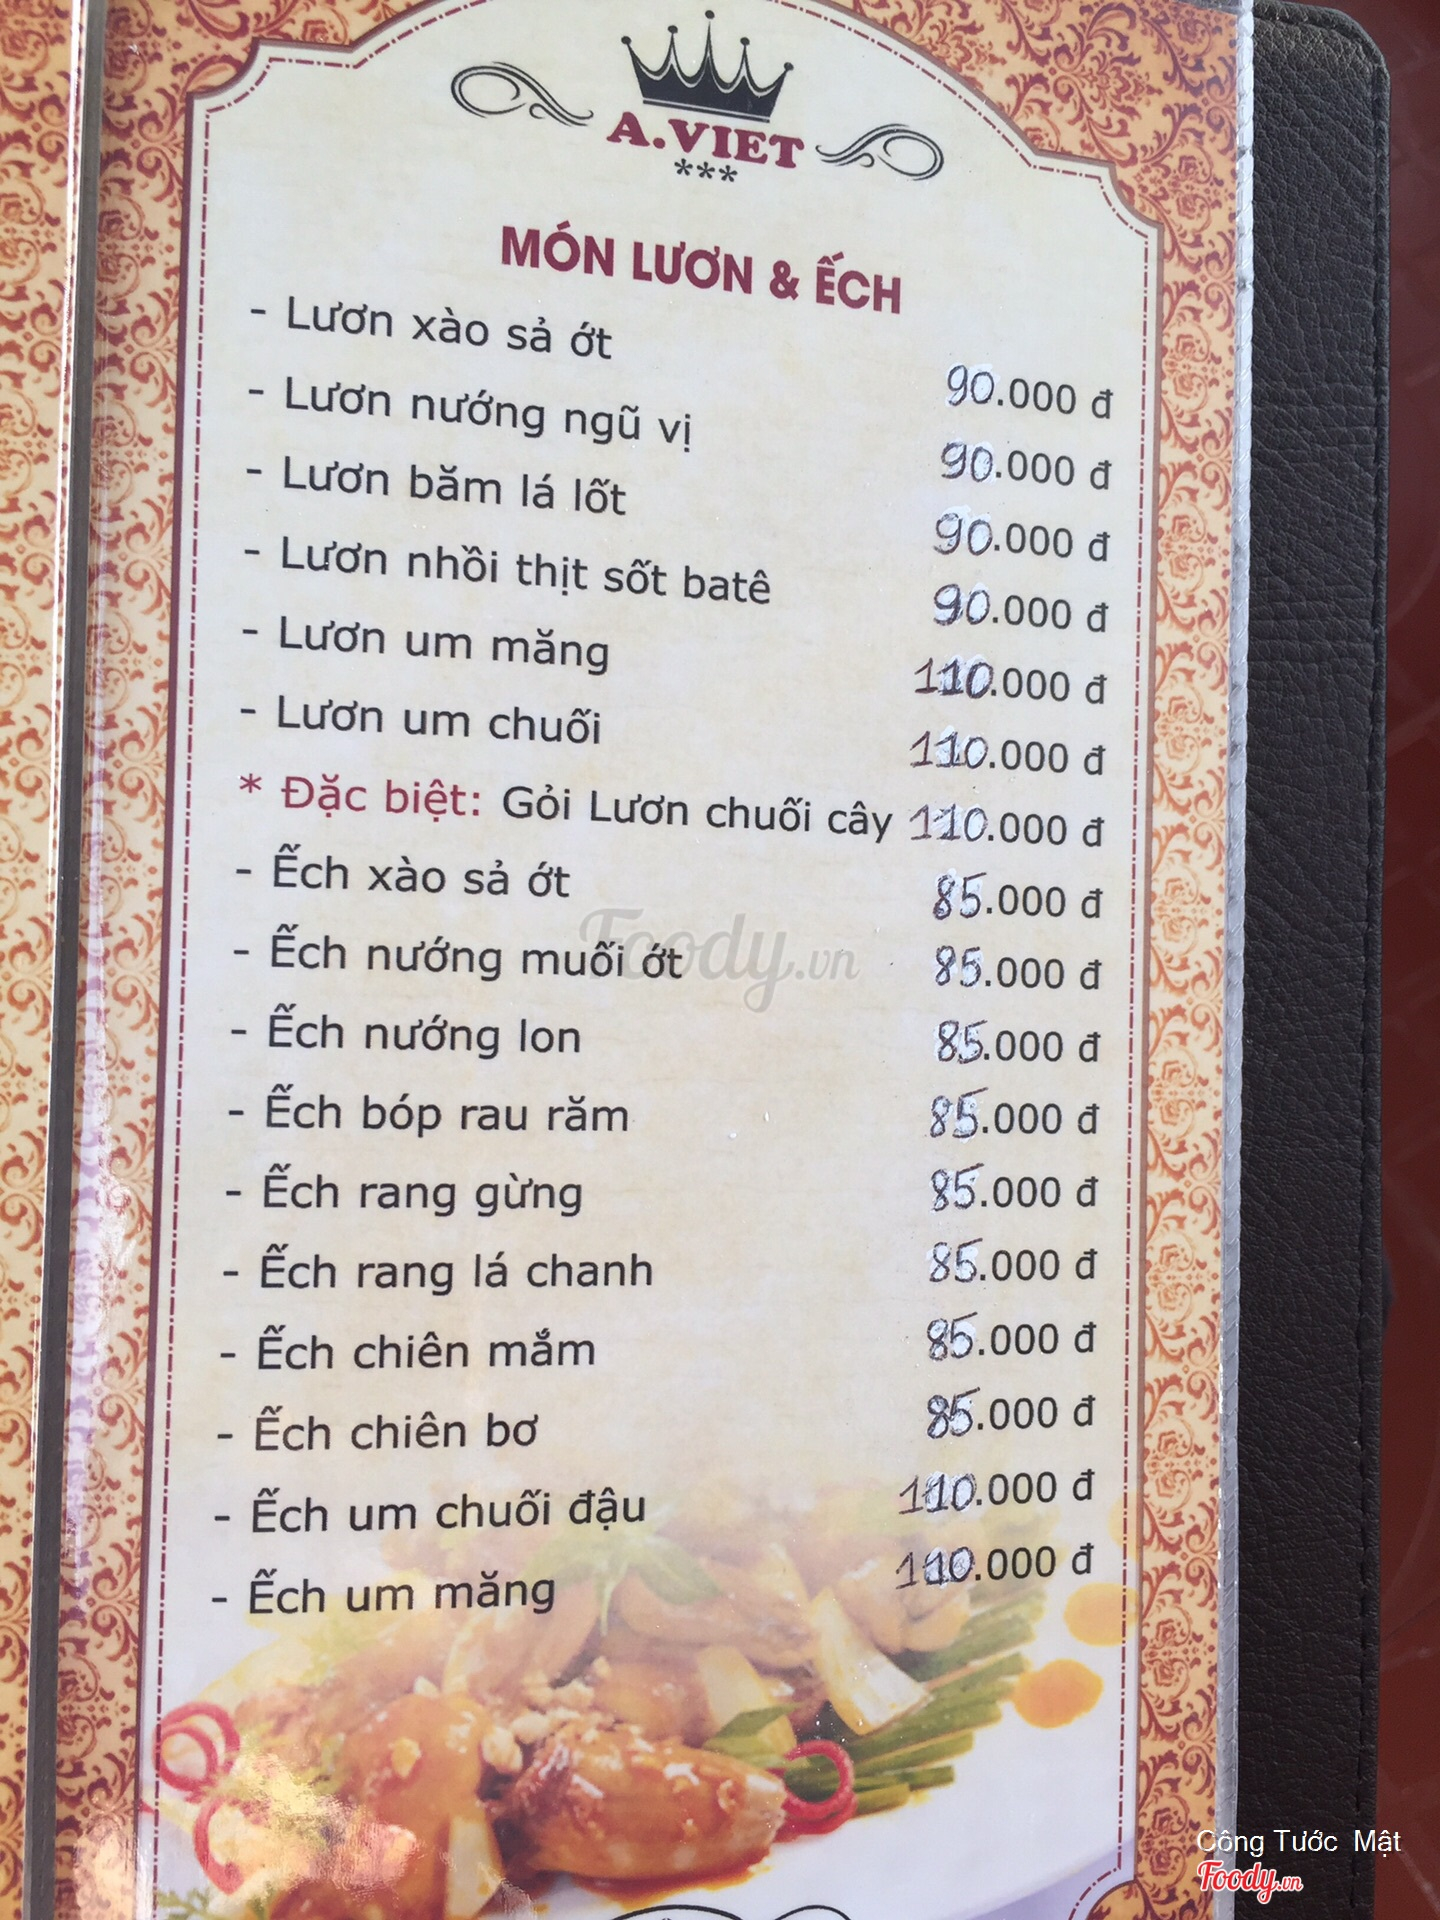 A.VIET
***
MÓN LƯƠN & ẾCH
- Lươn xào sả ớt 90.000 đ
- Lươn nướng ngũ vị 90.000 đ
- Lươn băm lá lốt 90.000 đ
- Lươn nhồi thịt sốt batê 90.000 đ
- Lươn um măng 110.000 đ
- Lươn um chuối 110.000 đ
* Đặc biệt: Gỏi Lươn chuối cây 110.000 đ
- Ếch xào sả ớt 85.000 đ
- Ếch nướng muối ớt 85.000 đ
- Ếch nướng lon 85.000 đ
- Ếch bóp rau răm 85.000 đ
- Ếch rang gừng 85.000 đ
- Ếch rang lá chanh 85.000 đ
- Ếch chiên mắm 85.000 đ
- Ếch chiên bơ 85.000 đ
- Ếch um chuối đậu 110.000 đ
- Ếch um măng 110.000 đ
Foody.vn
Công Tước Mật
Foody.vn